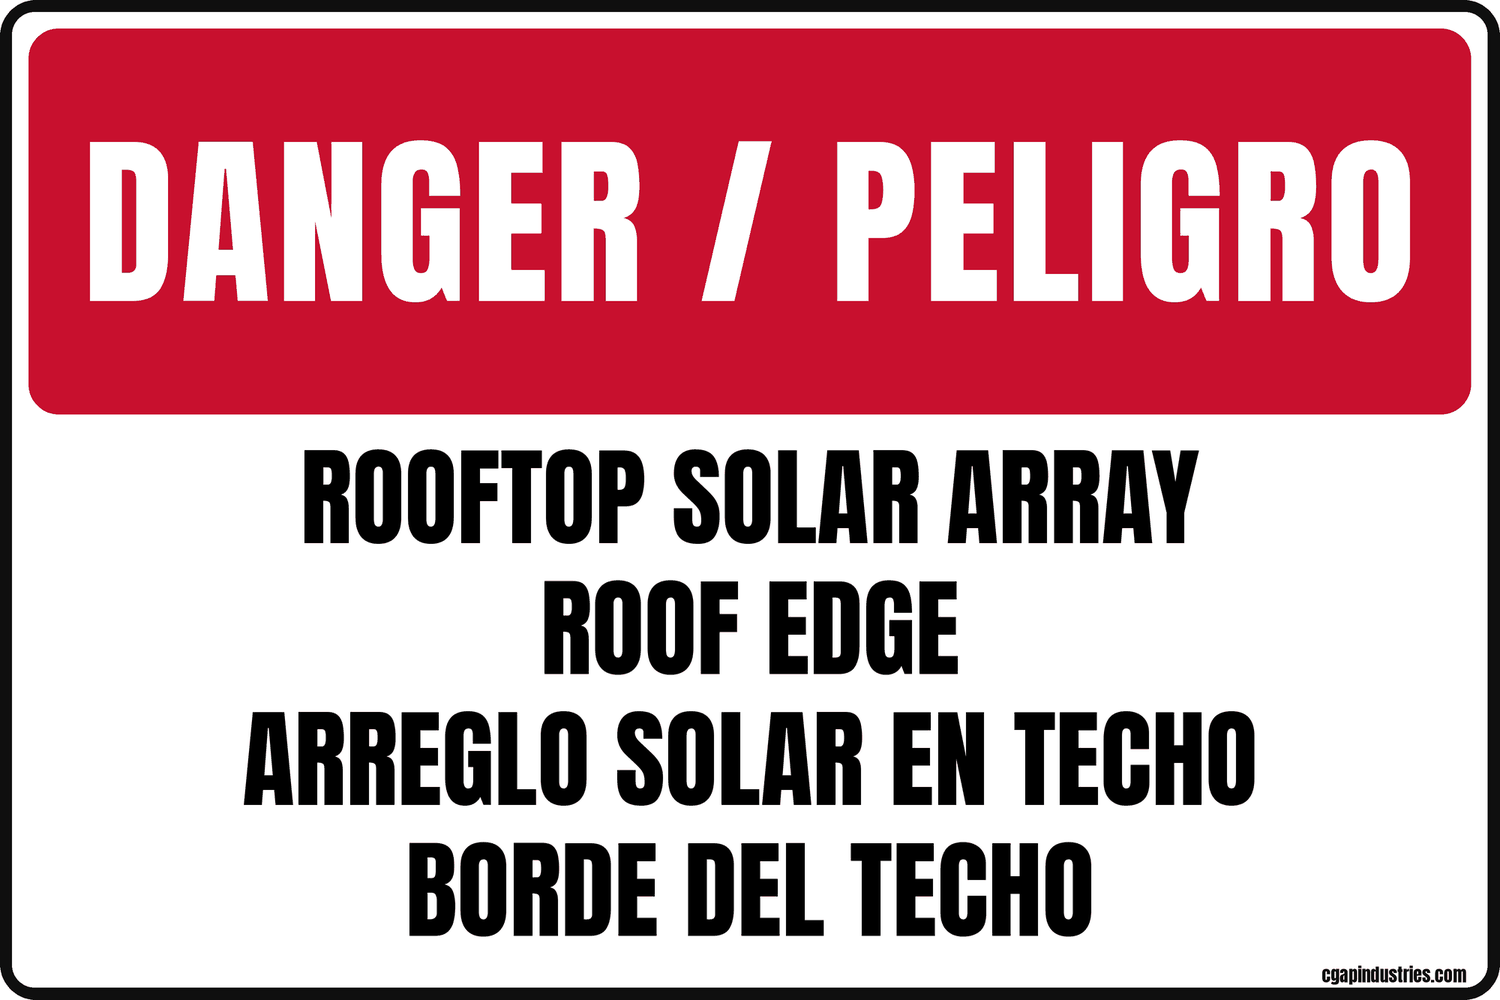 DANGER / PELIGRO
ROOFTOP SOLAR ARRAY
ROOF EDGE
ARREGLO SOLAR EN TECHO
BORDE DEL TECHO
cgapindustries.com